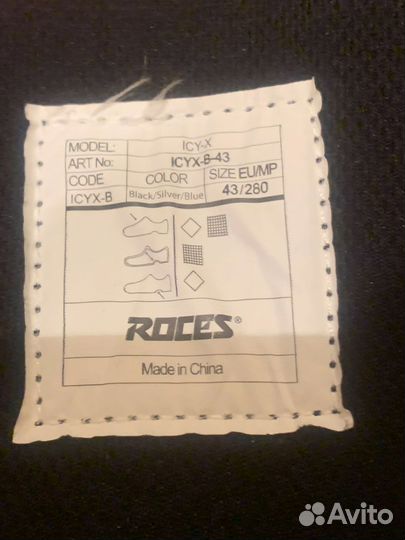 MODEL: ICY-X
ART No: ICYX-B-43
CODE COLOR SIZE EU/MP
ICYX-B Black/Silver/Blue 43/280
ROCES®
Made in China
Avito